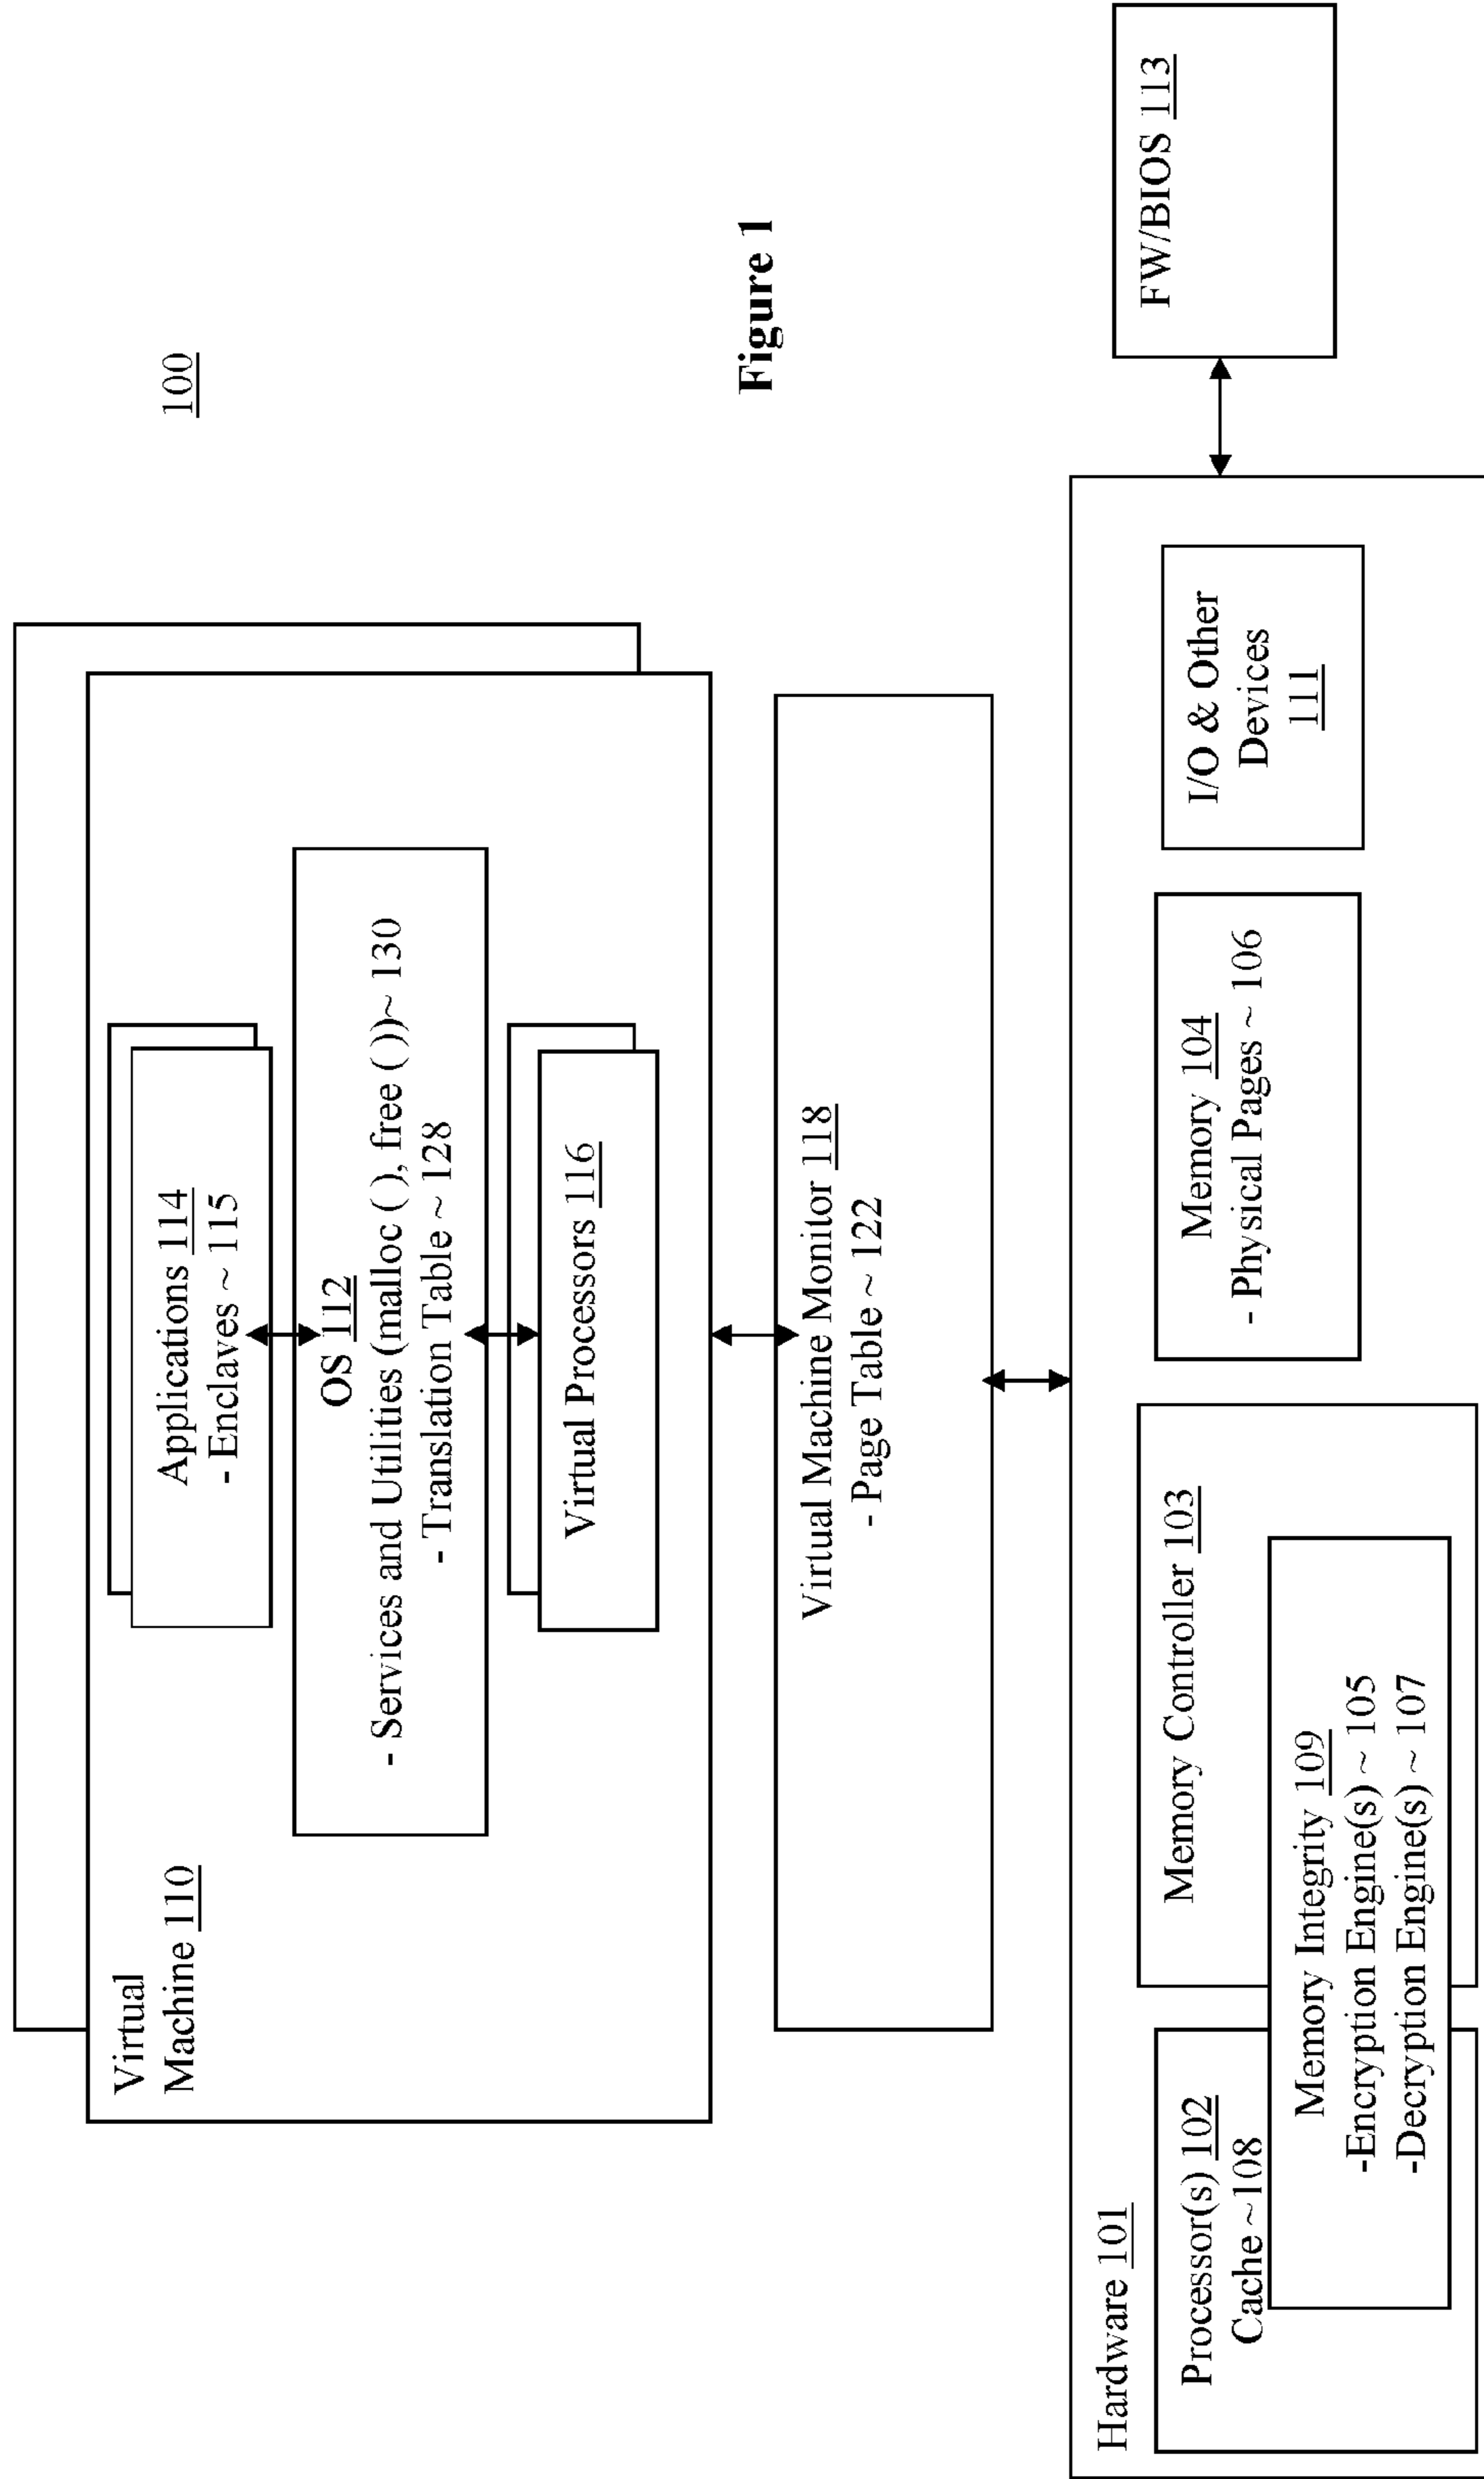 100
Virtual
Machine 110
Applications 114
- Enclaves ~ 115
OS 112
- Services and Utilities (malloc ( ), free ( ))~ 130
- Translation Table ~ 128
Virtual Processors 116
Figure 1
Virtual Machine Monitor 118
- Page Table ~ 122
Hardware 101
Processor(s) 102
Cache ~108
Memory Controller 103
Memory Integrity 109
-Encryption Engine(s) ~ 105
-Decryption Engine(s) ~ 107
Memory 104
- Physical Pages ~ 106
I/O & Other
Devices
111
FW/BIOS 113